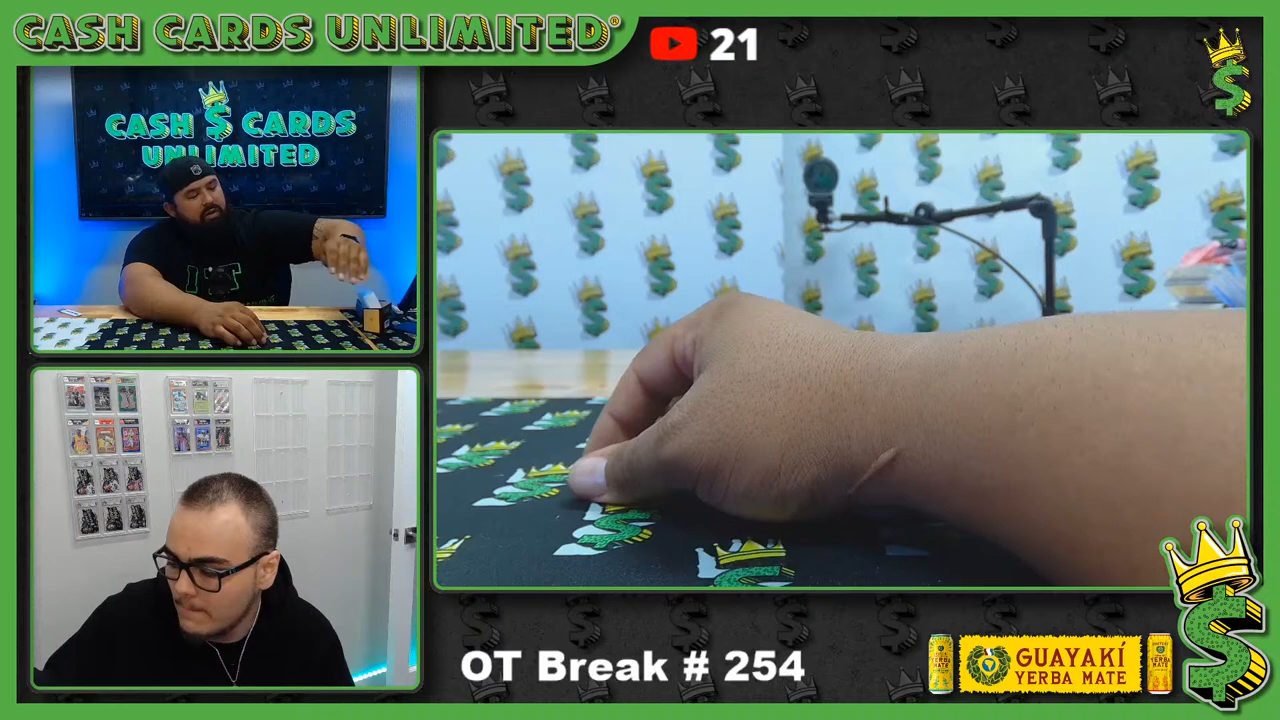 CASH CARDS UNLIMITED®
21
CASH $ CARDS
UNLIMITED
OT Break # 254
GUAYAKÍ
YERBA MATE